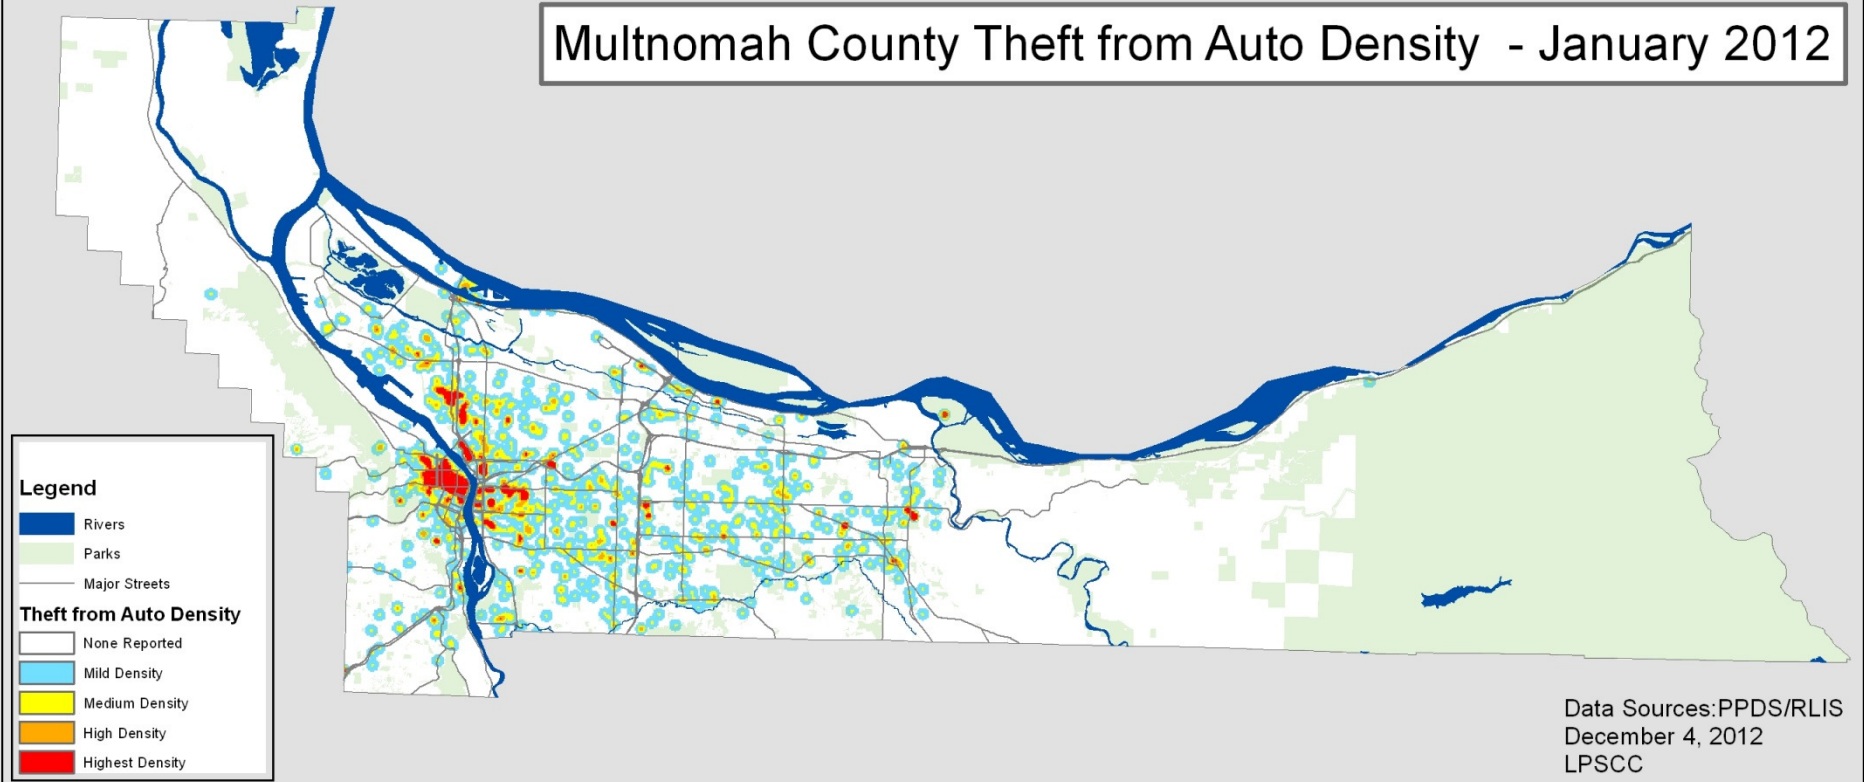 Multnomah County Theft from Auto Density - January 2012
Legend
Rivers
Parks
Major Streets
Theft from Auto Density
None Reported
Mild Density
Medium Density
High Density
Highest Density
Data Sources:PPDS/RLIS
December 4, 2012
LPSCC